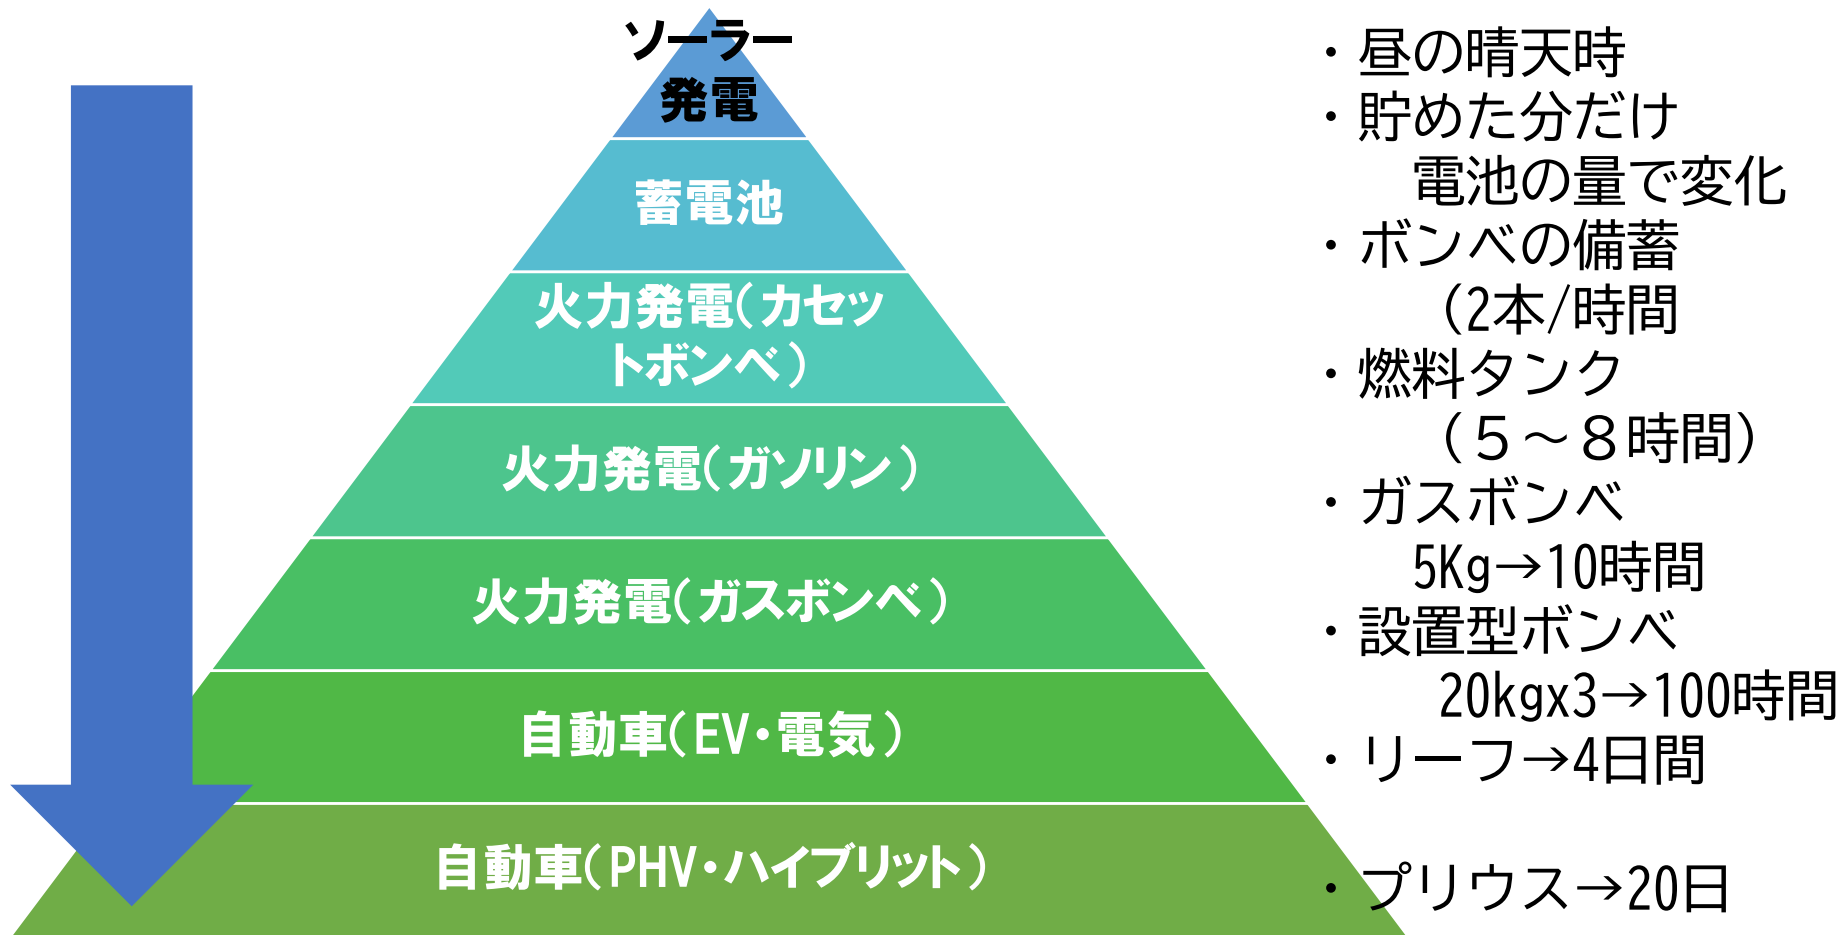 ソーラー
発電
蓄電池
火力発電(カセッ
トボンベ)
火力発電(ガソリン)
火力発電(ガスボンベ)
自動車(EV・電気)
自動車(PHV・ハイブリット)
・昼の晴天時
・貯めた分だけ
電池の量で変化
・ボンベの備蓄
(2本/時間
・燃料タンク
(５～８時間)
・ガスボンベ
5Kg→10時間
・設置型ボンベ
20kgx3→100時間
・リーフ→4日間
・プリウス→20日